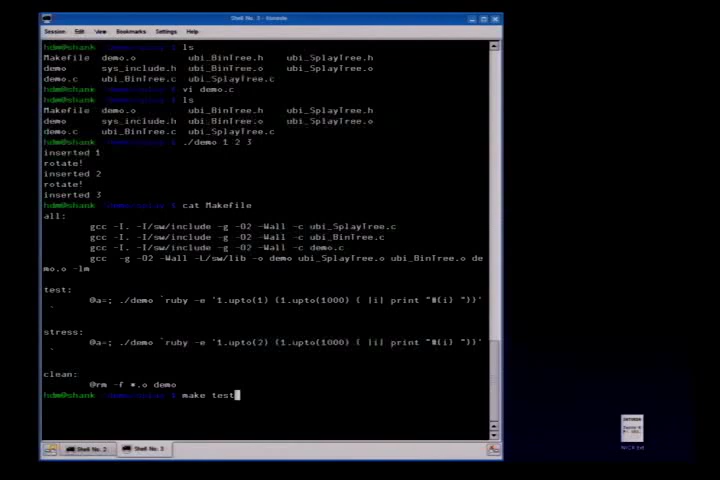 Shell No. 3 - Konsole
Session Edit View Bookmarks Settings Help
hdm@shank $ ls
Makefile demo.o ubi_BinTree.h ubi_SplayTree.h
demo sys_include.h ubi_BinTree.o ubi_SplayTree.o
demo.c ubi_BinTree.c ubi_SplayTree.c
hdm@shank $ vi demo.c
hdm@shank $ ls
Makefile demo.o ubi_BinTree.h ubi_SplayTree.h
demo sys_include.h ubi_BinTree.o ubi_SplayTree.o
demo.c ubi_BinTree.c ubi_SplayTree.c
hdm@shank $ ./demo 1 2 3
inserted 1
rotate!
inserted 2
rotate!
inserted 3
hdm@shank $ cat Makefile
all:
gcc -I. -I/sw/include -g -O2 -Wall -c ubi_SplayTree.c
gcc -I. -I/sw/include -g -O2 -Wall -c ubi_BinTree.c
gcc -I. -I/sw/include -g -O2 -Wall -c demo.c
gcc -g -O2 -Wall -L/sw/lib -o demo ubi_SplayTree.o ubi_BinTree.o de
mo.o -lm
test:
@a=; ./demo `ruby -e '1.upto(1) {1.upto(1000) { |i| print "#{i} "}}'
`
stress:
@a=; ./demo `ruby -e '1.upto(2) {1.upto(1000) { |i| print "#{i} "}}'
`
clean:
@rm -f *.o demo
hdm@shank $ make test
Shell No. 2
Shell No. 3